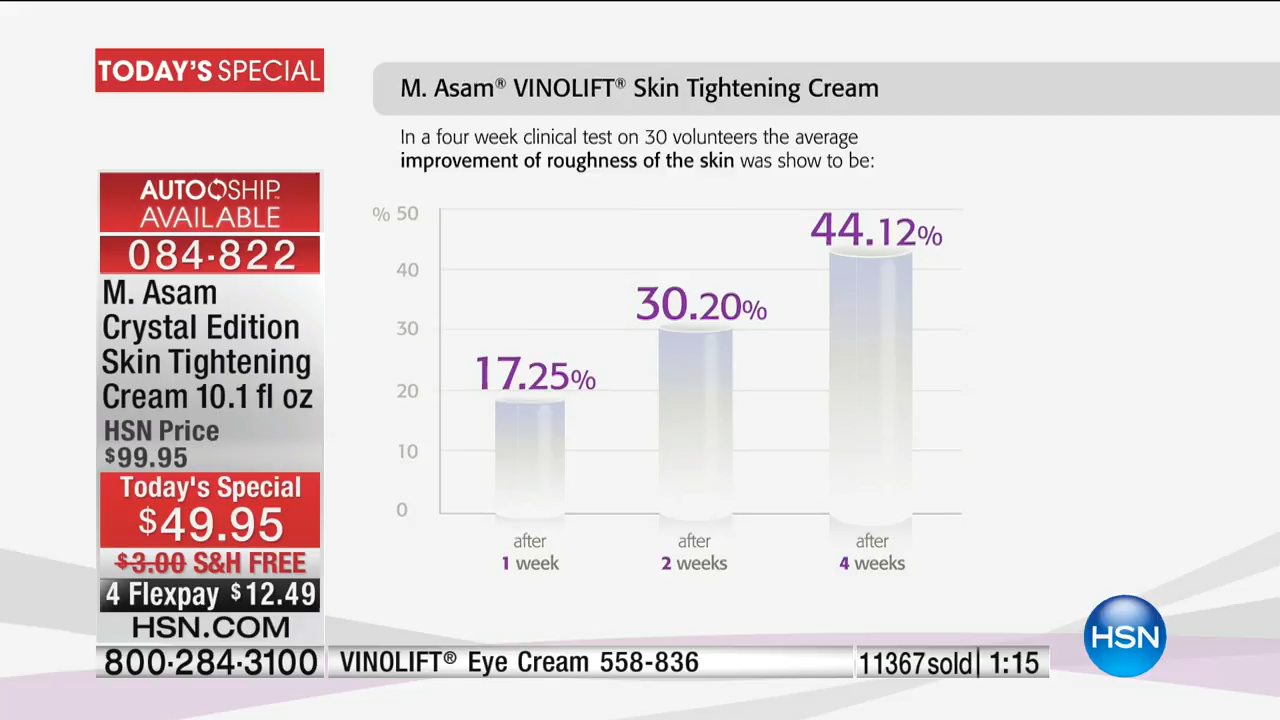 TODAY'S SPECIAL
M. Asam® VINOLIFT® Skin Tightening Cream
In a four week clinical test on 30 volunteers the average
improvement of roughness of the skin was show to be:
AUTO SHIP™
AVAILABLE
084-822
M. Asam
Crystal Edition
Skin Tightening
Cream 10.1 fl oz
HSN Price
$99.95
Today's Special
$49.95
$3.00 S&H FREE
4 Flexpay $12.49
HSN.COM
800-284-3100
% 50
40
30
20
10
0
17.25%
30.20%
44.12%
after
1 week
after
2 weeks
after
4 weeks
HSN
VINOLIFT® Eye Cream 558-836
11367 sold 1:15